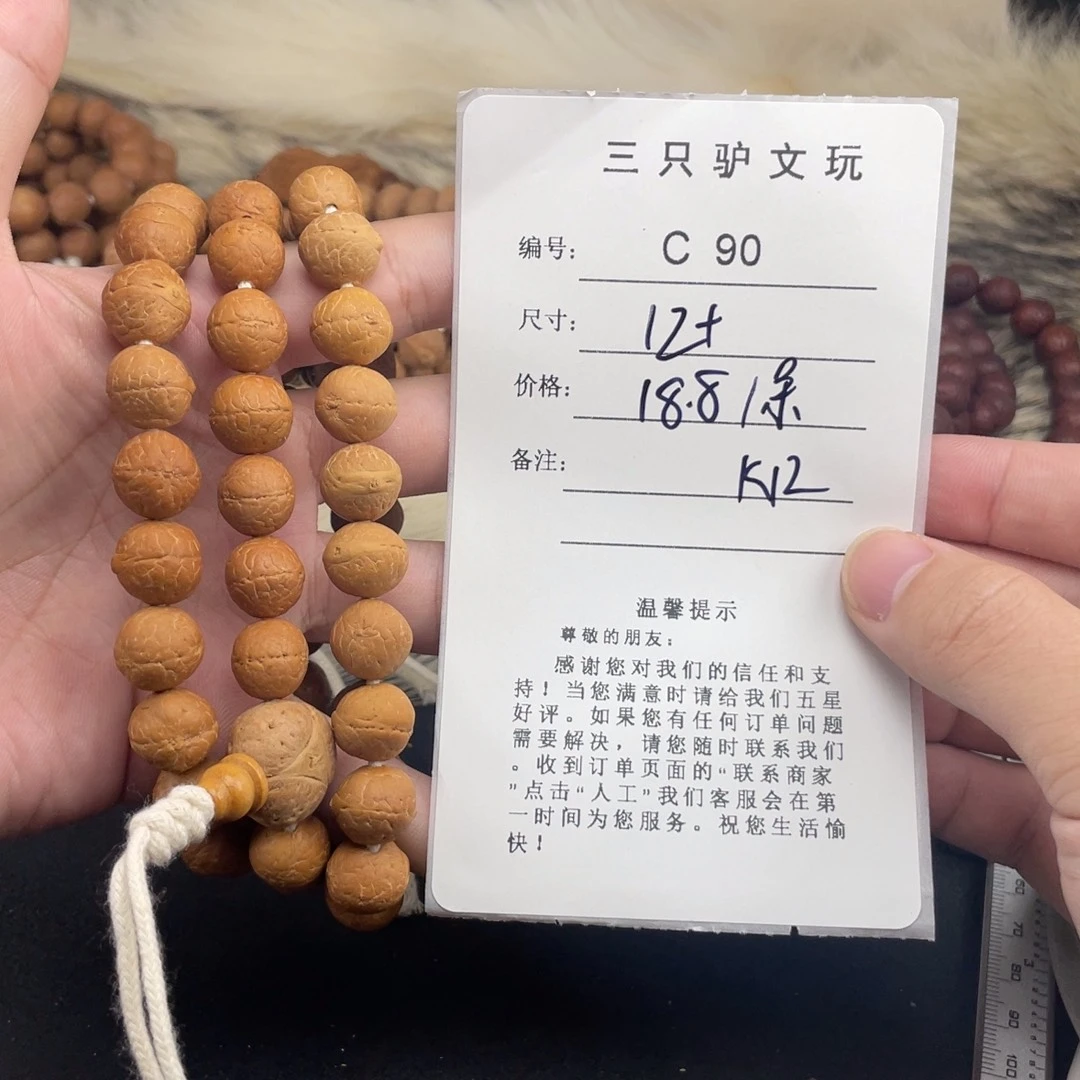 三只驴文玩
编号: C 90
尺寸: 12+
价格: 18.8/条
备注: K12
温馨提示
尊敬的朋友:
感谢您对我们的信任和支
持！当您满意时请给我们五星
好评。如果您有任何订单问题
需要解决，请您随时联系我们
。收到订单页面的“联系商家
”点击“人工”我们客服会在第
一时间为您服务。祝您生活愉
快！
60
70
80
90
100